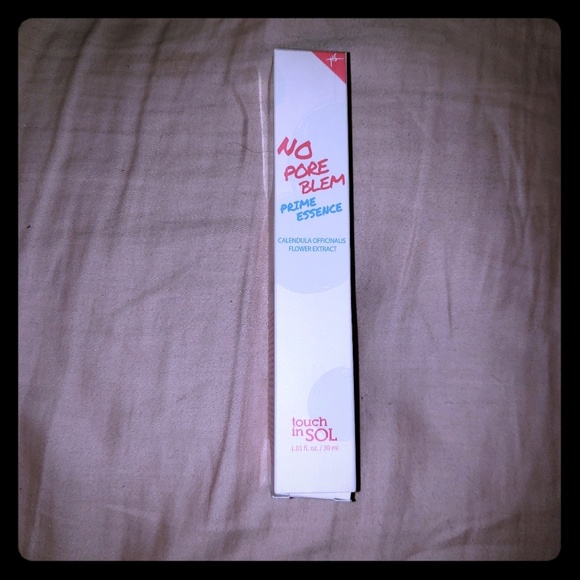 NO
PORE
BLEM
PRIME
ESSENCE
CALENDULA OFFICINALIS
FLOWER EXTRACT
touch
in SOL
1.01 fl. oz. / 30 ml